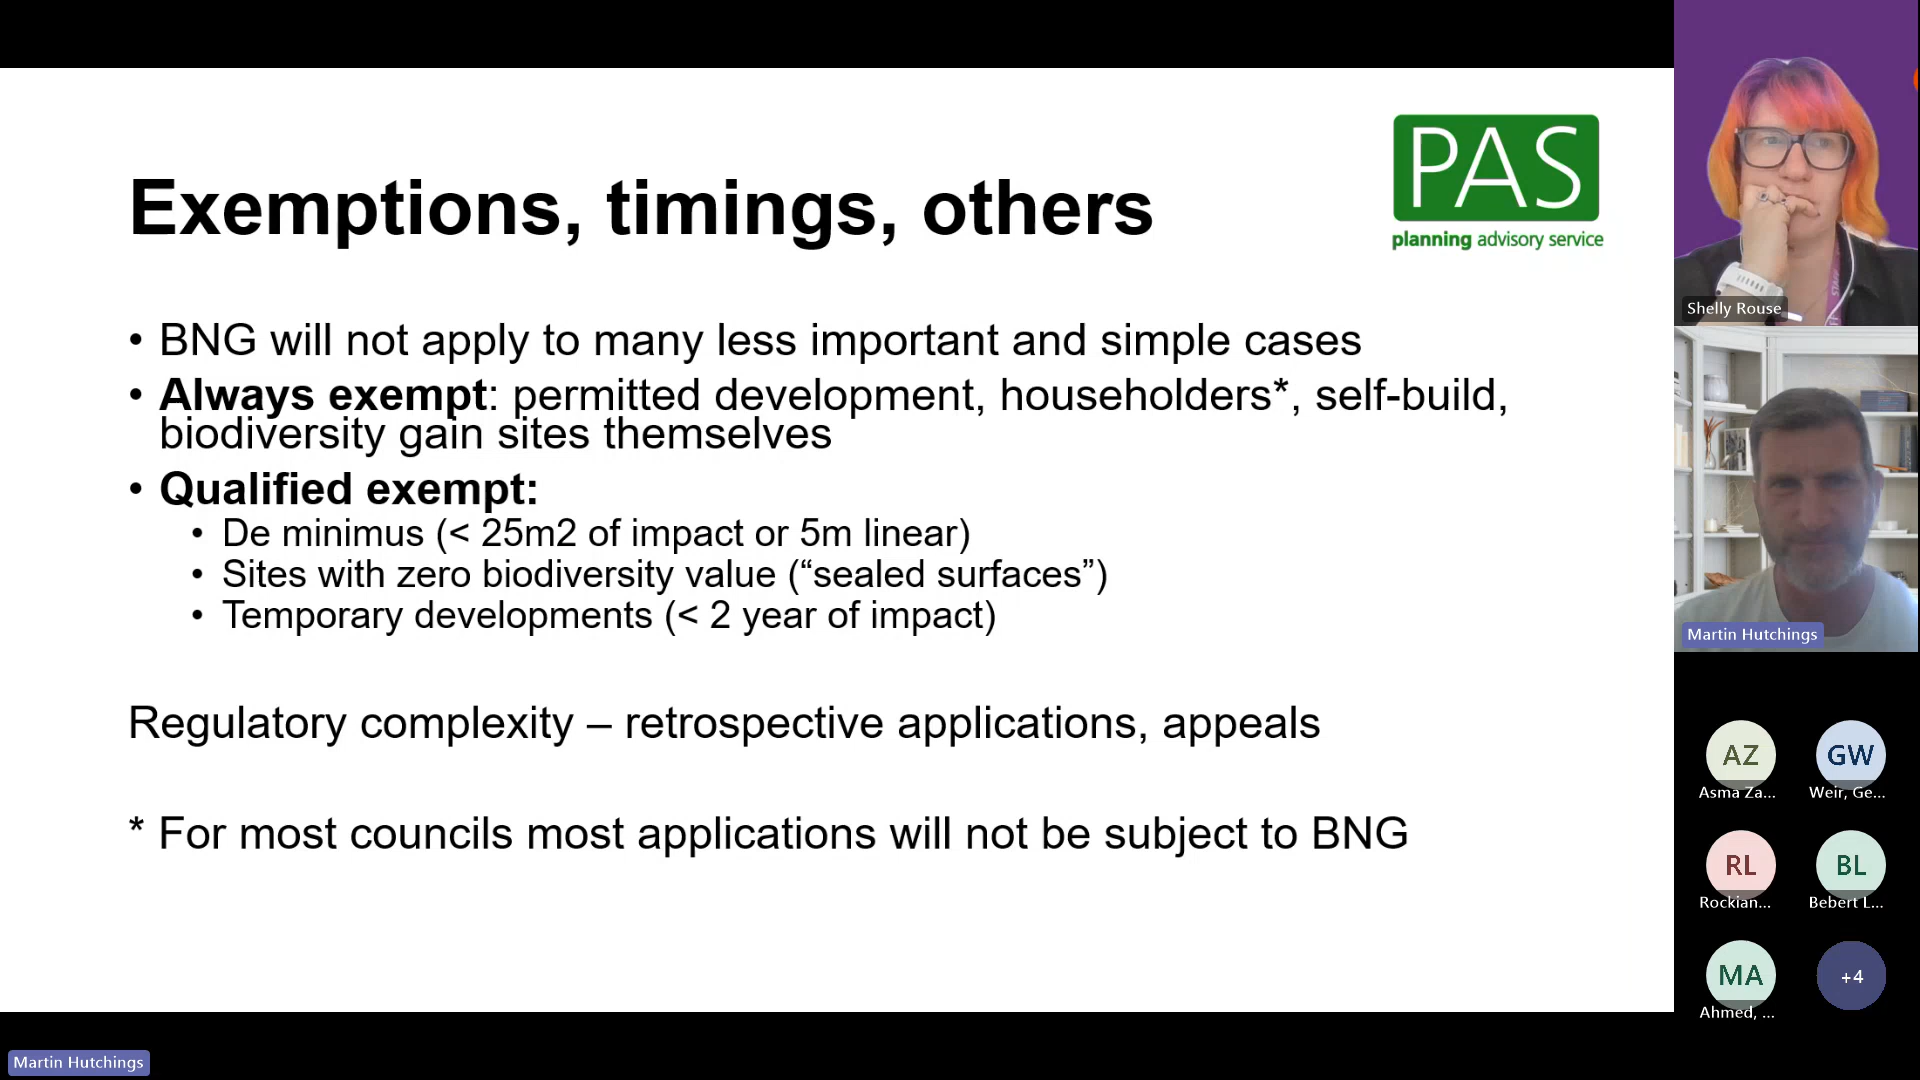 Exemptions, timings, others
PAS
planning advisory service
• BNG will not apply to many less important and simple cases
• Always exempt: permitted development, householders*, self-build,
biodiversity gain sites themselves
• Qualified exempt:
• De minimus (< 25m2 of impact or 5m linear)
• Sites with zero biodiversity value (“sealed surfaces”)
• Temporary developments (< 2 year of impact)
Regulatory complexity – retrospective applications, appeals
* For most councils most applications will not be subject to BNG
Shelly Rouse
Martin Hutchings
AZ
Asma Za...
GW
Weir, Ge...
RL
Rockian...
BL
Bebert L...
MA
Ahmed, ...
+4
Martin Hutchings